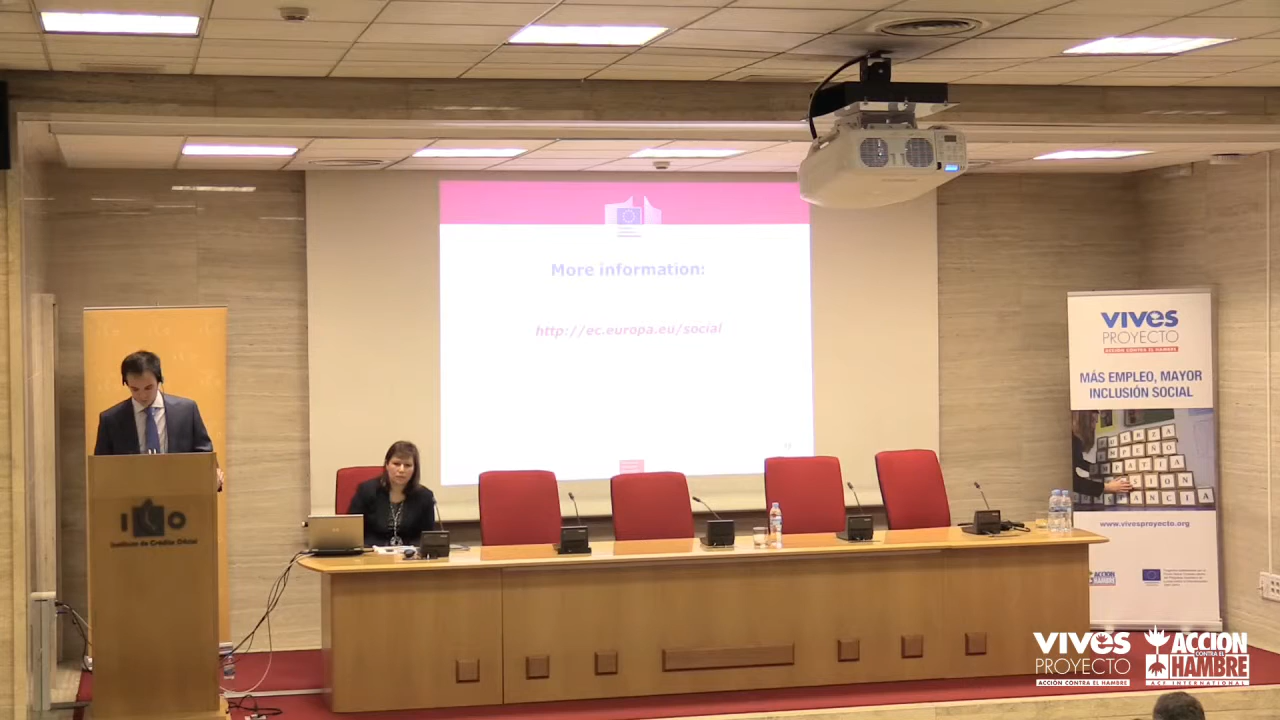 More information:
http://ec.europa.eu/social
ICO
Instituto de Crédito Oficial
VIVES
PROYECTO
ACCIÓN CONTRA EL HAMBRE
MÁS EMPLEO, MAYOR
INCLUSIÓN SOCIAL
www.vivesproyecto.org
ACCION
HAMBRE
VIVES
PROYECTO
ACCIÓN CONTRA EL HAMBRE
ACCION
CONTRA EL
HAMBRE
ACF INTERNATIONAL